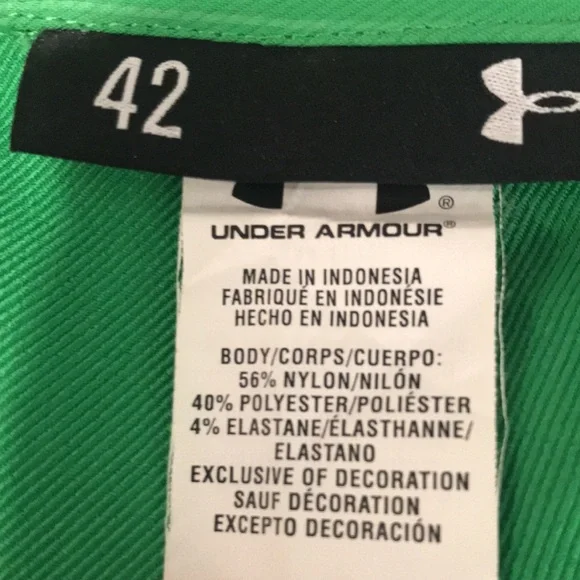 42
®
UNDER ARMOUR®
MADE IN INDONESIA
FABRIQUÉ EN INDONÉSIE
HECHO EN INDONESIA
BODY/CORPS/CUERPO:
56% NYLON/NILÓN
40% POLYESTER/POLIÉSTER
4% ELASTANE/ÉLASTHANNE/
ELASTANO
EXCLUSIVE OF DECORATION
SAUF DÉCORATION
EXCEPTO DECORACIÓN